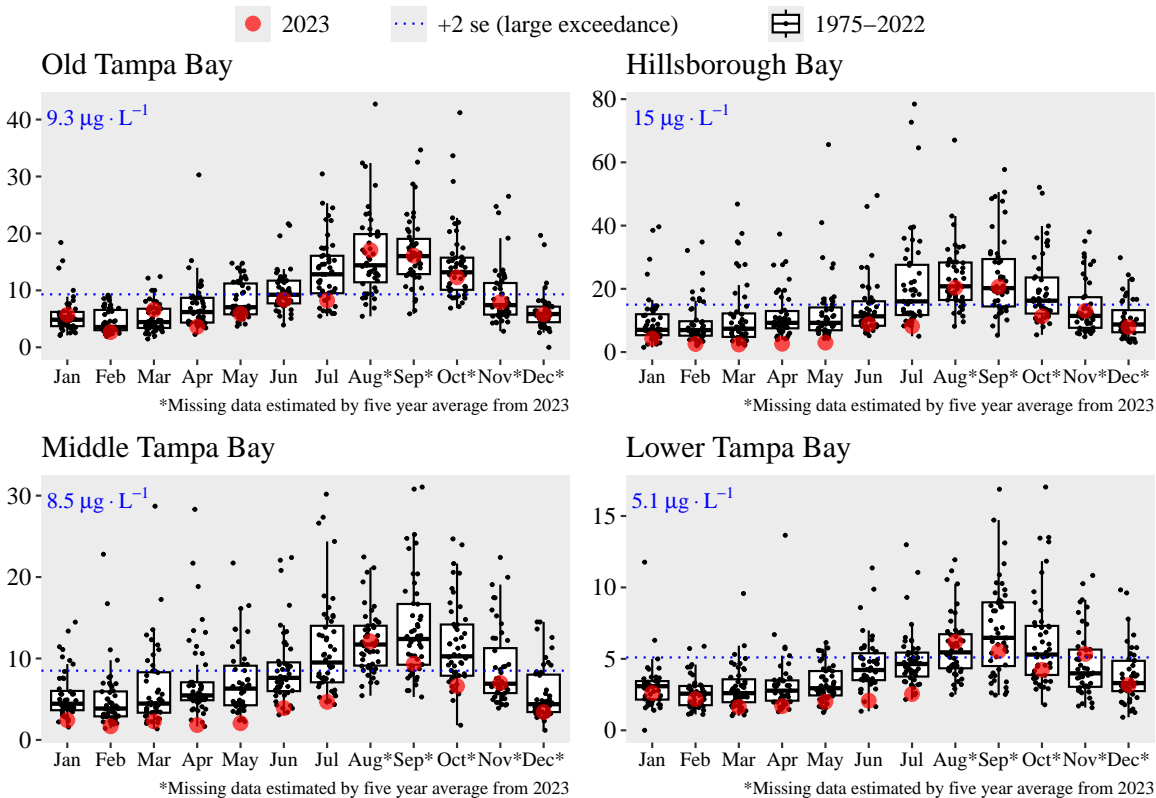 2023 +2 se (large exceedance) 1975−2022
Old Tampa Bay
9.3 μg · L⁻¹
40
30
20
10
0
Jan Feb Mar Apr May Jun Jul Aug* Sep* Oct* Nov* Dec*
*Missing data estimated by five year average from 2023
Hillsborough Bay
15 μg · L⁻¹
80
60
40
20
0
Jan Feb Mar Apr May Jun Jul Aug* Sep* Oct* Nov* Dec*
*Missing data estimated by five year average from 2023
Middle Tampa Bay
8.5 μg · L⁻¹
30
20
10
0
Jan Feb Mar Apr May Jun Jul Aug* Sep* Oct* Nov* Dec*
*Missing data estimated by five year average from 2023
Lower Tampa Bay
5.1 μg · L⁻¹
15
10
5
0
Jan Feb Mar Apr May Jun Jul Aug* Sep* Oct* Nov* Dec*
*Missing data estimated by five year average from 2023